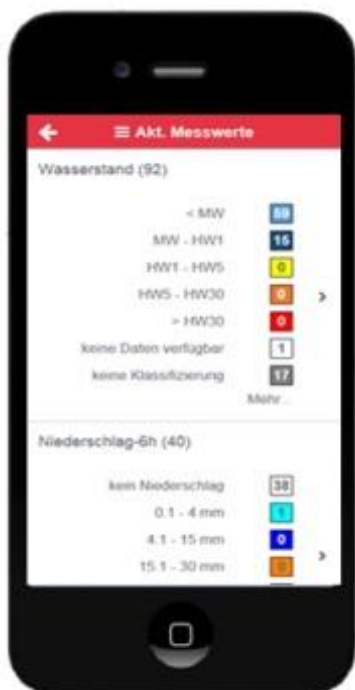 Akt. Messwerte
Wasserstand (92)
< MW 59
MW - HW1 15
HW1 - HW5 0
HW5 - HW30 0
> HW30 0
keine Daten verfügbar 1
keine Klassifizierung 17
Mehr...
Niederschlag-6h (40)
kein Niederschlag 38
0.1 - 4 mm 1
4.1 - 15 mm 0
15.1 - 30 mm 0